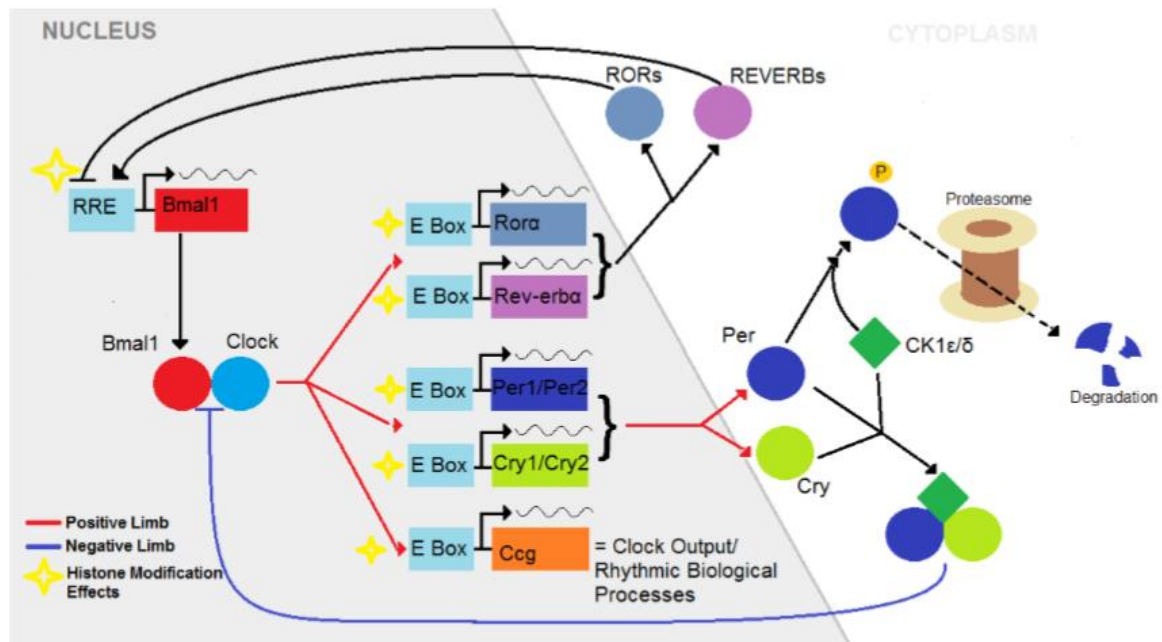 NUCLEUS
CYTOPLASM
RORs
REVERBs
RRE
Bmal1
E Box
Rorα
E Box
Rev-erbα
P
Proteasome
Bmal1
Clock
Per
CK1ε/δ
Degradation
E Box
Per1/Per2
E Box
Cry1/Cry2
Cry
E Box
Ccg
= Clock Output/
Rhythmic Biological
Processes
Positive Limb
Negative Limb
Histone Modification
Effects